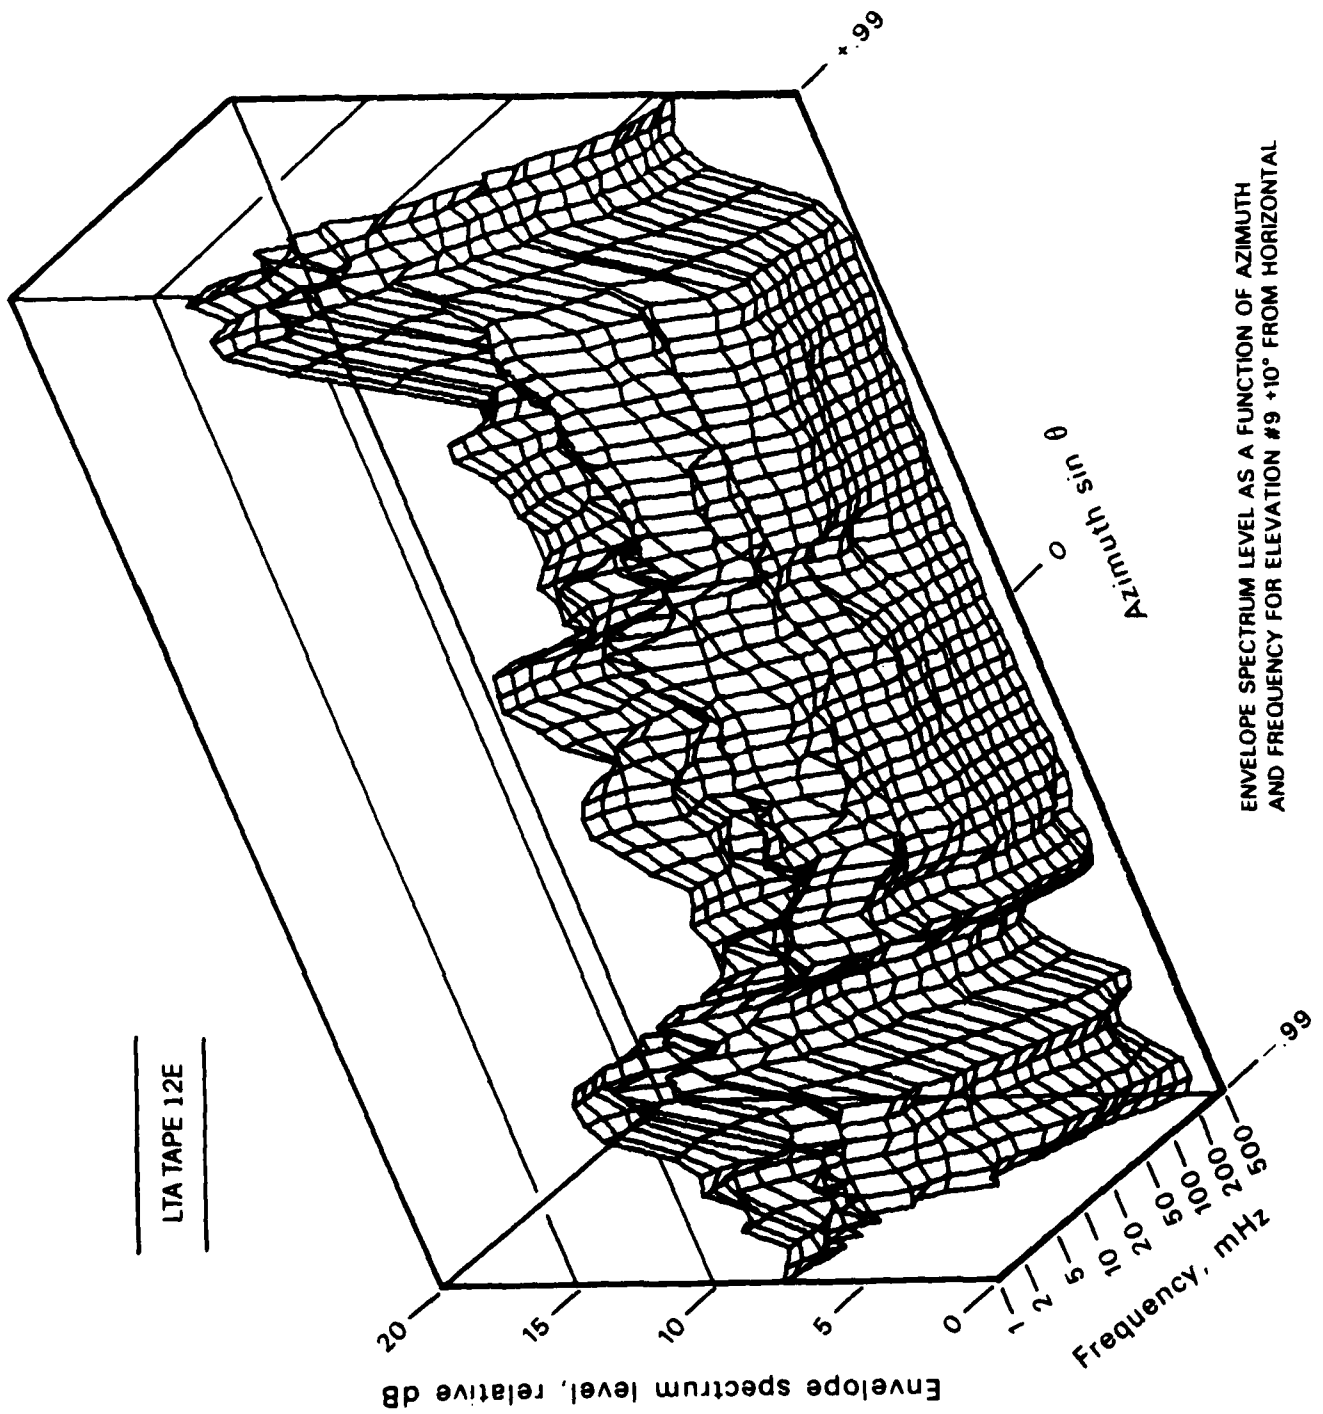 LTA TAPE 12E
Envelope spectrum level, relative dB
20
15
10
5
0
Frequency, mHz
1
2
5
10
20
50
100
200
500
-.99
0
+.99
Azimuth sin θ
ENVELOPE SPECTRUM LEVEL AS A FUNCTION OF AZIMUTH
AND FREQUENCY FOR ELEVATION #9 +10° FROM HORIZONTAL